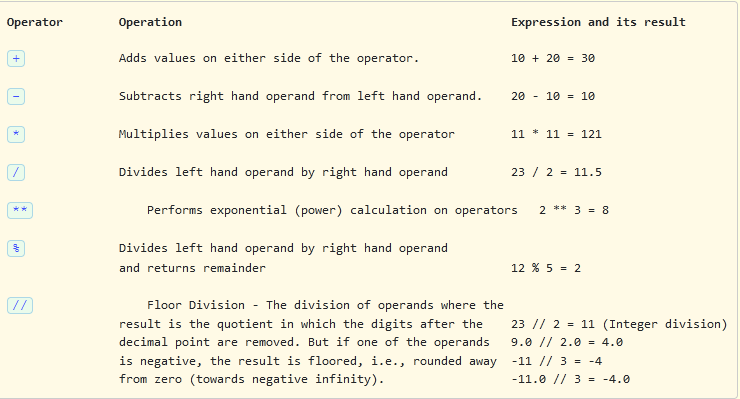 Operator Operation Expression and its result
+ Adds values on either side of the operator. 10 + 20 = 30
- Subtracts right hand operand from left hand operand. 20 - 10 = 10
* Multiplies values on either side of the operator 11 * 11 = 121
/ Divides left hand operand by right hand operand 23 / 2 = 11.5
** Performs exponential (power) calculation on operators 2 ** 3 = 8
% Divides left hand operand by right hand operand
and returns remainder 12 % 5 = 2
// Floor Division - The division of operands where the
result is the quotient in which the digits after the 23 // 2 = 11 (Integer division)
decimal point are removed. But if one of the operands 9.0 // 2.0 = 4.0
is negative, the result is floored, i.e., rounded away -11 // 3 = -4
from zero (towards negative infinity). -11.0 // 3 = -4.0